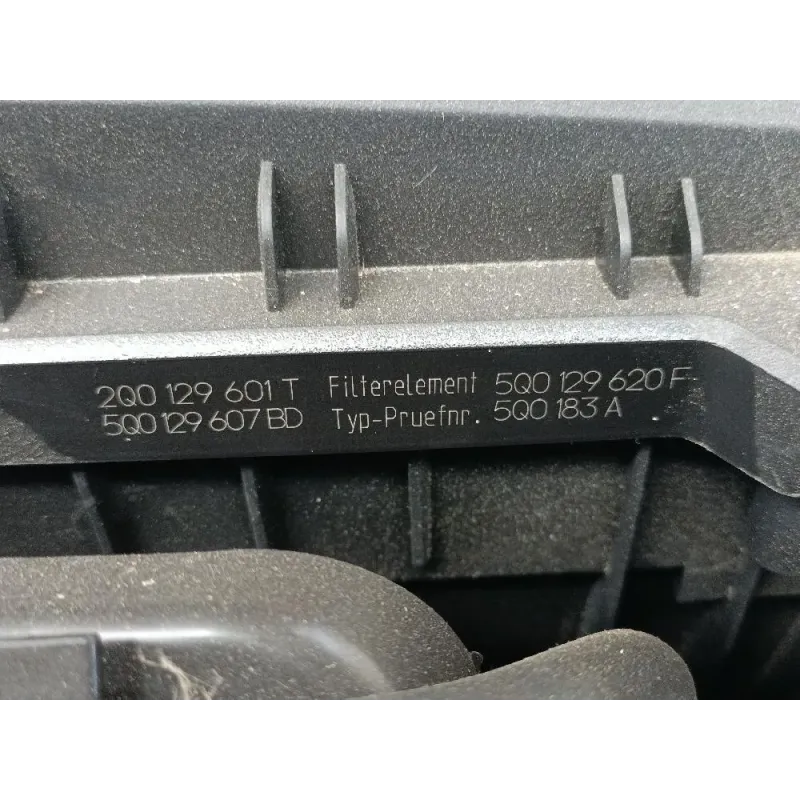 2Q0 129 601 T Filterelement 5Q0 129 620 F
5Q0 129 607 BD Typ-Pruefnr. 5Q0 183 A